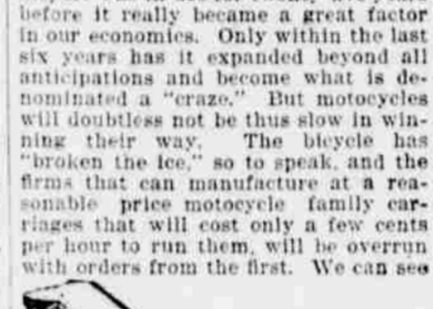 before it really became a great factor
in our economics. Only within the last
six years has it expanded beyond all
anticipations and become what is de-
nominated a "craze." But motocycles
will doubtless not be thus slow in win-
ning their way. The bicycle has
"broken the ice," so to speak, and the
firms that can manufacture at a rea-
sonable price motocycle family car-
riages that will cost only a few cents
per hour to run them, will be overrun
with orders from the first. We can see